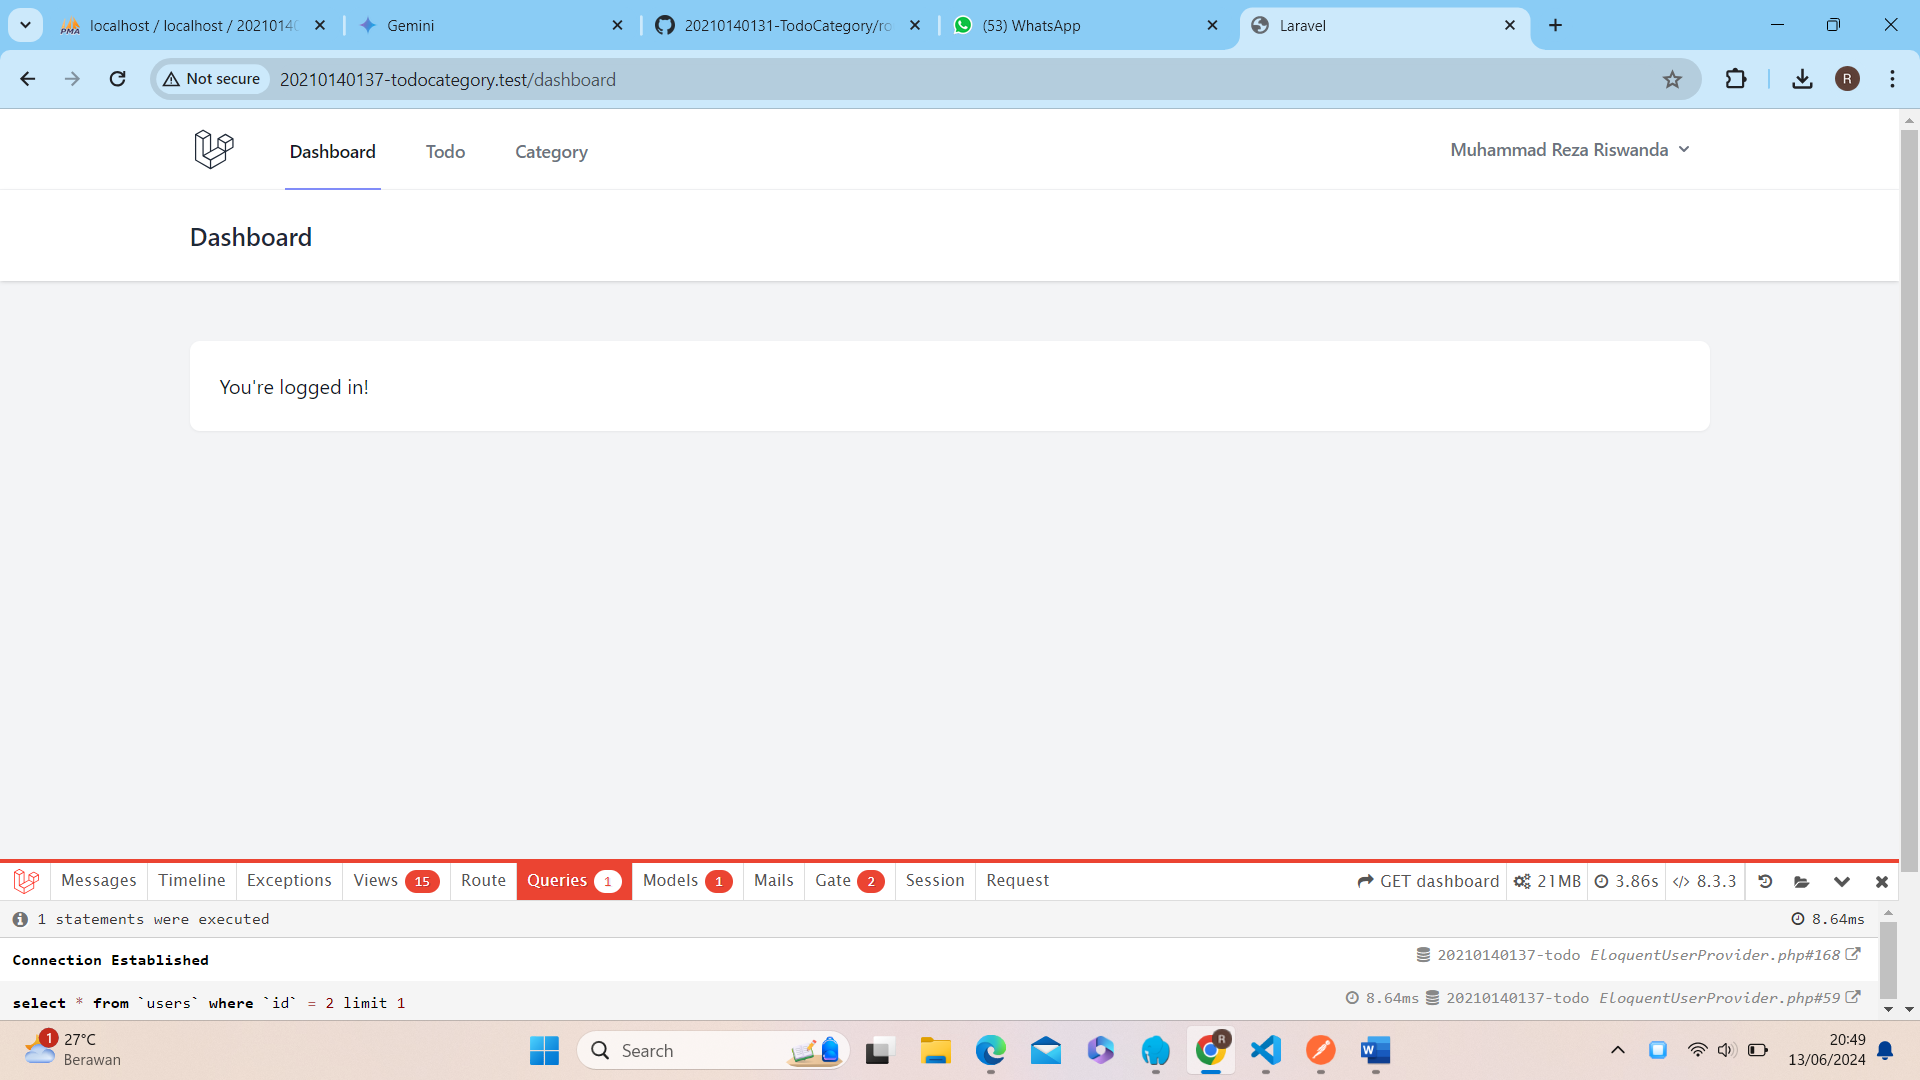 localhost / localhost / 2021014
Gemini
20210140131-TodoCategory/ro
(53) WhatsApp
Laravel
Not secure
20210140137-todocategory.test/dashboard
R
Dashboard
Todo
Category
Muhammad Reza Riswanda
Dashboard
You're logged in!
Messages
Timeline
Exceptions
Views 15
Route
Queries 1
Models 1
Mails
Gate 2
Session
Request
GET dashboard
21MB
3.86s
8.3.3
1 statements were executed
8.64ms
Connection Established
20210140137-todo EloquentUserProvider.php#168
select * from `users` where `id` = 2 limit 1
8.64ms 20210140137-todo EloquentUserProvider.php#59
1
27°C
Berawan
Search
R
20:49
13/06/2024